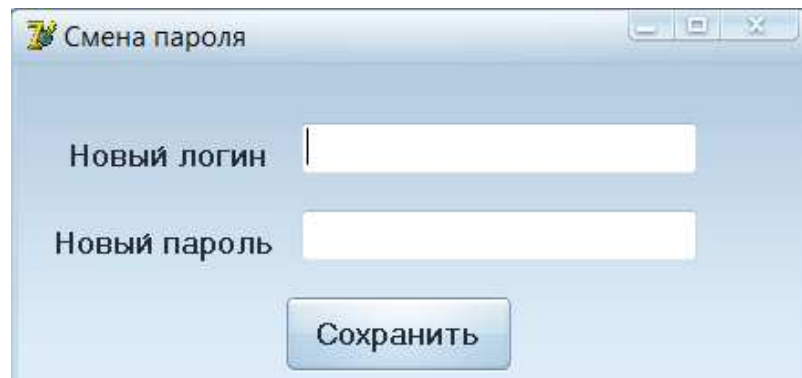 Смена пароля
Новый логин
Новый пароль
Сохранить